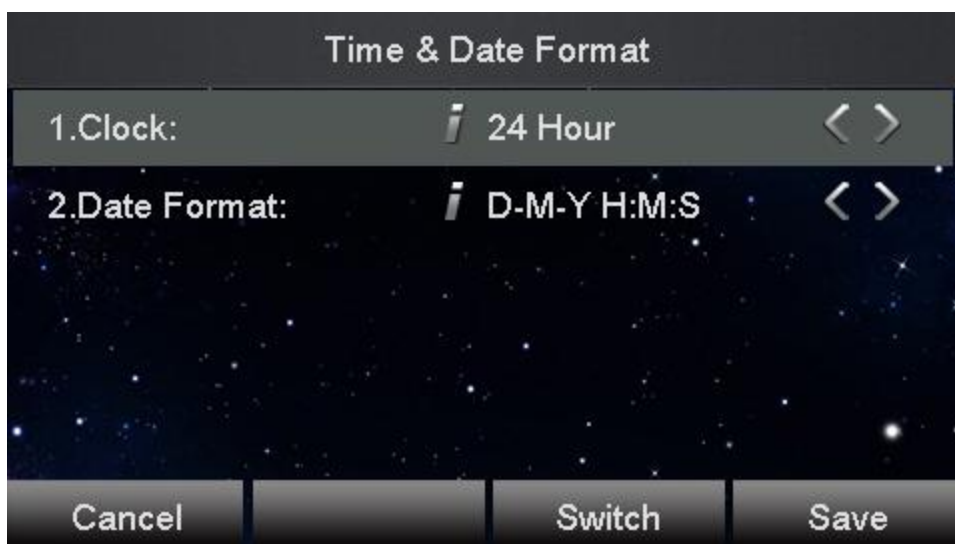 Time & Date Format
1.Clock: i 24 Hour < >
2.Date Format: i D-M-Y H:M:S < >
Cancel Switch Save